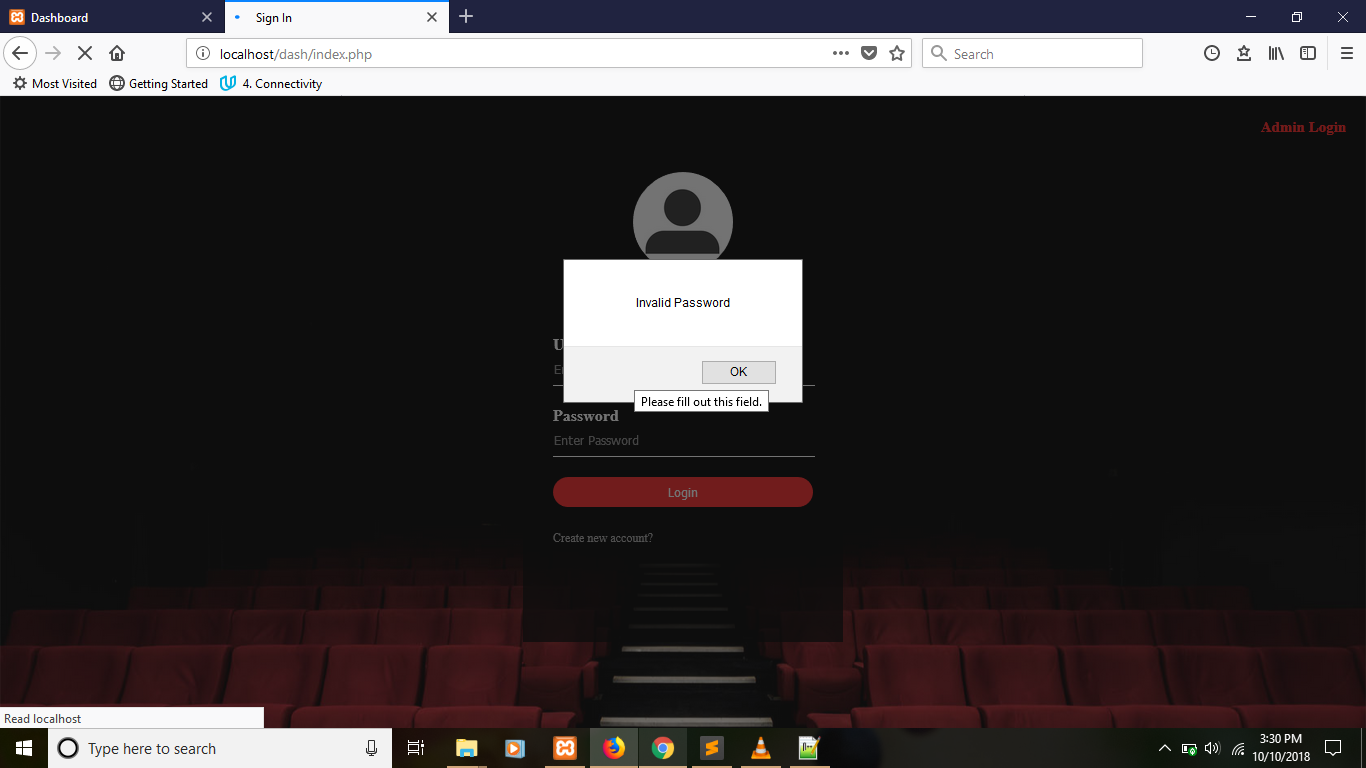 Dashboard
Sign In
localhost/dash/index.php
Search
Most Visited
Getting Started
4. Connectivity
Admin Login
Invalid Password
OK
Please fill out this field.
Password
Enter Password
Login
Create new account?
Read localhost
Type here to search
3:30 PM
10/10/2018